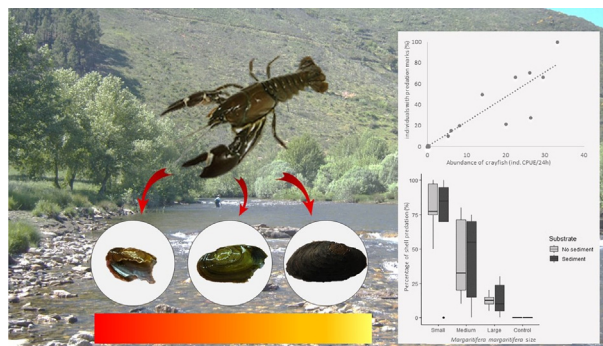 Individuals with predation marks (%)
100
80
60
40
20
0
0
10
20
30
40
Abundance of crayfish (ind. CPUE/24h)
Percentage of shell predation (%)
100
75
50
25
0
Small
Medium
Large
Control
Margaritifera margaritifera size
Substrate
No sediment
Sediment